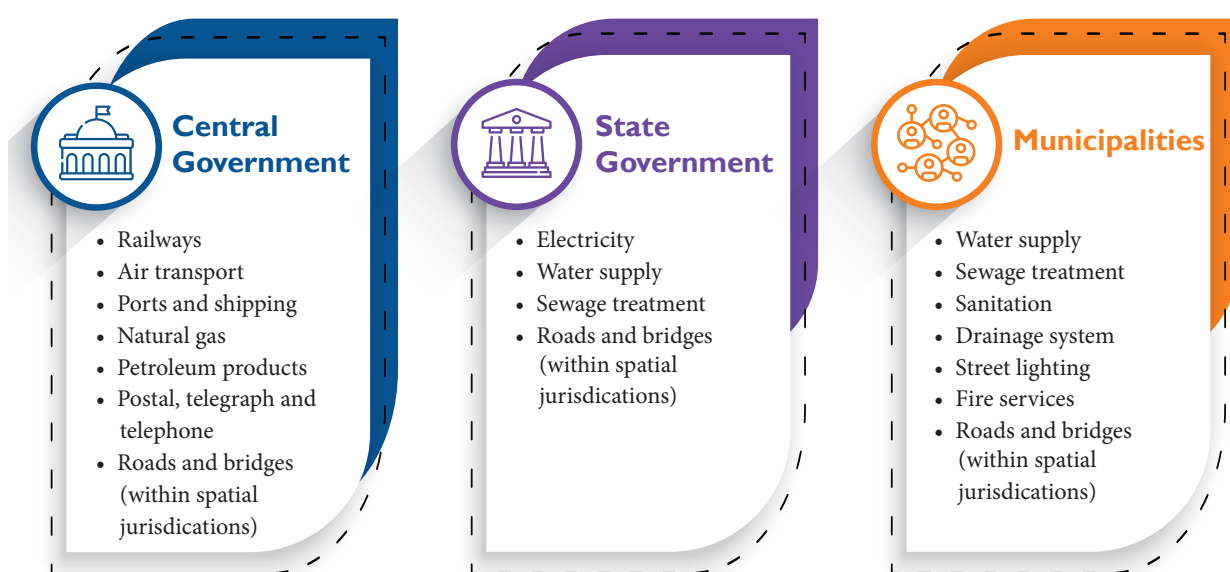 Central
Government
• Railways
• Air transport
• Ports and shipping
• Natural gas
• Petroleum products
• Postal, telegraph and
telephone
• Roads and bridges
(within spatial
jurisdications)
State
Government
• Electricity
• Water supply
• Sewage treatment
• Roads and bridges
(within spatial
jurisdications)
Municipalities
• Water supply
• Sewage treatment
• Sanitation
• Drainage system
• Street lighting
• Fire services
• Roads and bridges
(within spatial
jurisdications)